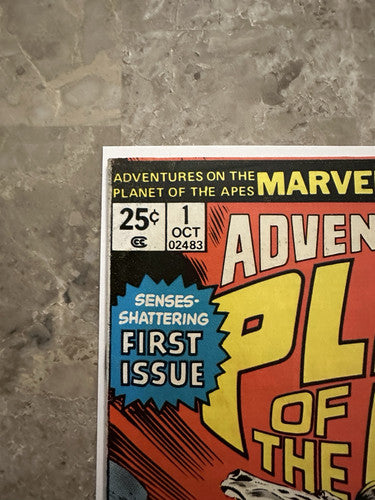 ADVENTURES ON THE
PLANET OF THE APES
MARVE
25¢
1
OCT
02483
CC
ADVEN
SENSES-
SHATTERING
FIRST
ISSUE
PL
OF
THE